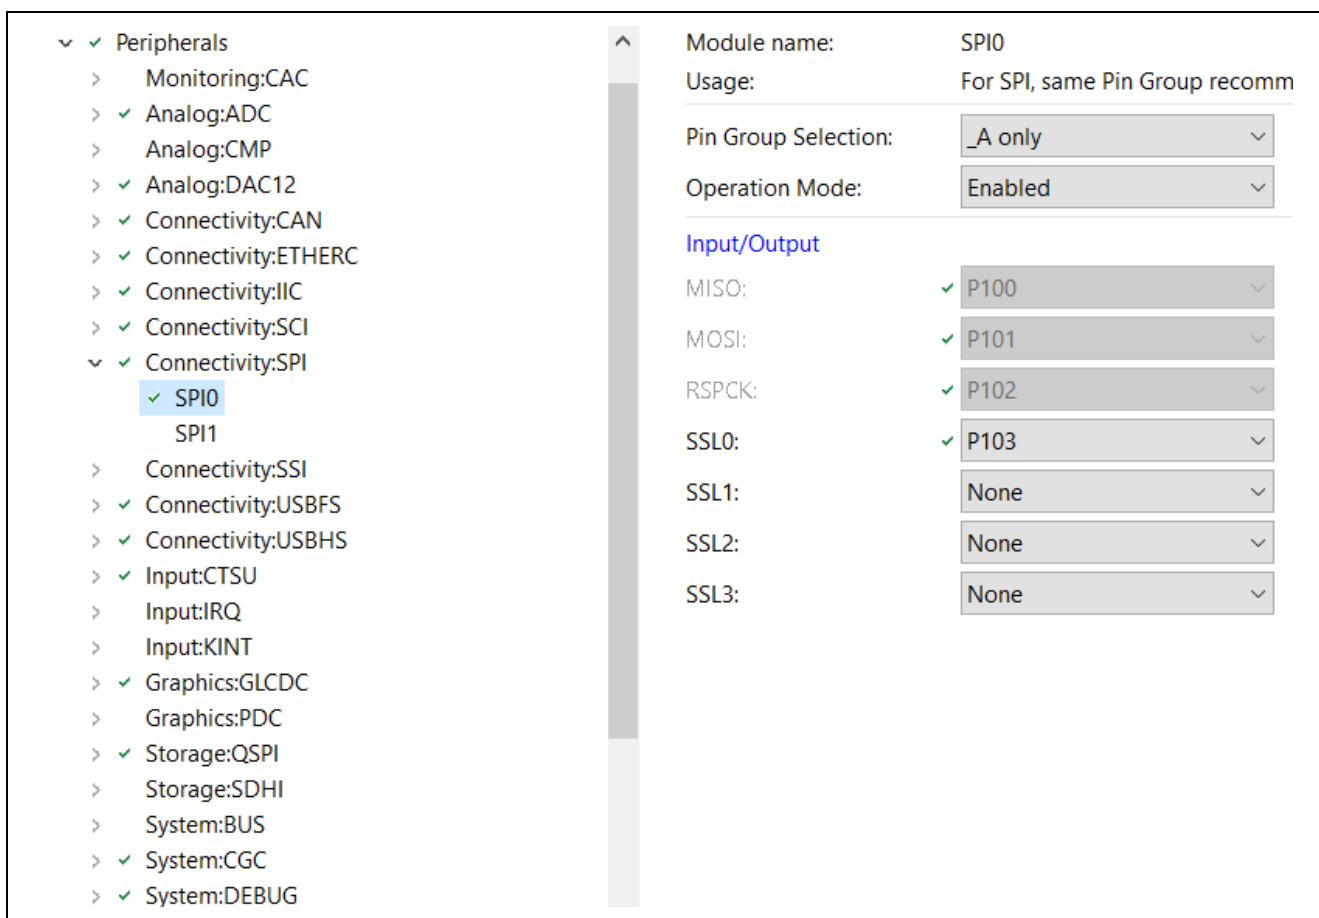 Peripherals
Monitoring:CAC
Analog:ADC
Analog:CMP
Analog:DAC12
Connectivity:CAN
Connectivity:ETHERC
Connectivity:IIC
Connectivity:SCI
Connectivity:SPI
SPI0
SPI1
Connectivity:SSI
Connectivity:USBFS
Connectivity:USBHS
Input:CTSU
Input:IRQ
Input:KINT
Graphics:GLCDC
Graphics:PDC
Storage:QSPI
Storage:SDHI
System:BUS
System:CGC
System:DEBUG
Module name: SPI0
Usage: For SPI, same Pin Group recomm
Pin Group Selection: _A only
Operation Mode: Enabled
Input/Output
MISO: P100
MOSI: P101
RSPCK: P102
SSL0: P103
SSL1: None
SSL2: None
SSL3: None